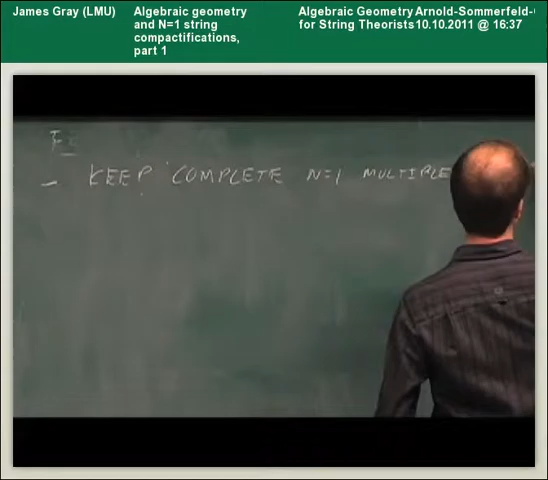 James Gray (LMU)
Algebraic geometry
and N=1 string
compactifications,
part 1
Algebraic Geometry
for String Theorists
Arnold-Sommerfeld-
10.10.2011 @ 16:37
- KEEP COMPLETE N=1 MULTIPLE